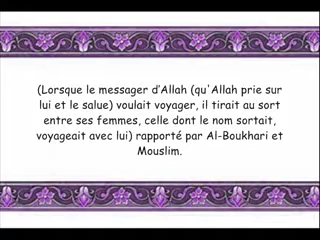 (Lorsque le messager d'Allah (qu'Allah prie sur
lui et le salue) voulait voyager, il tirait au sort
entre ses femmes, celle dont le nom sortait,
voyageait avec lui) rapporté par Al-Boukhari et
Mouslim.